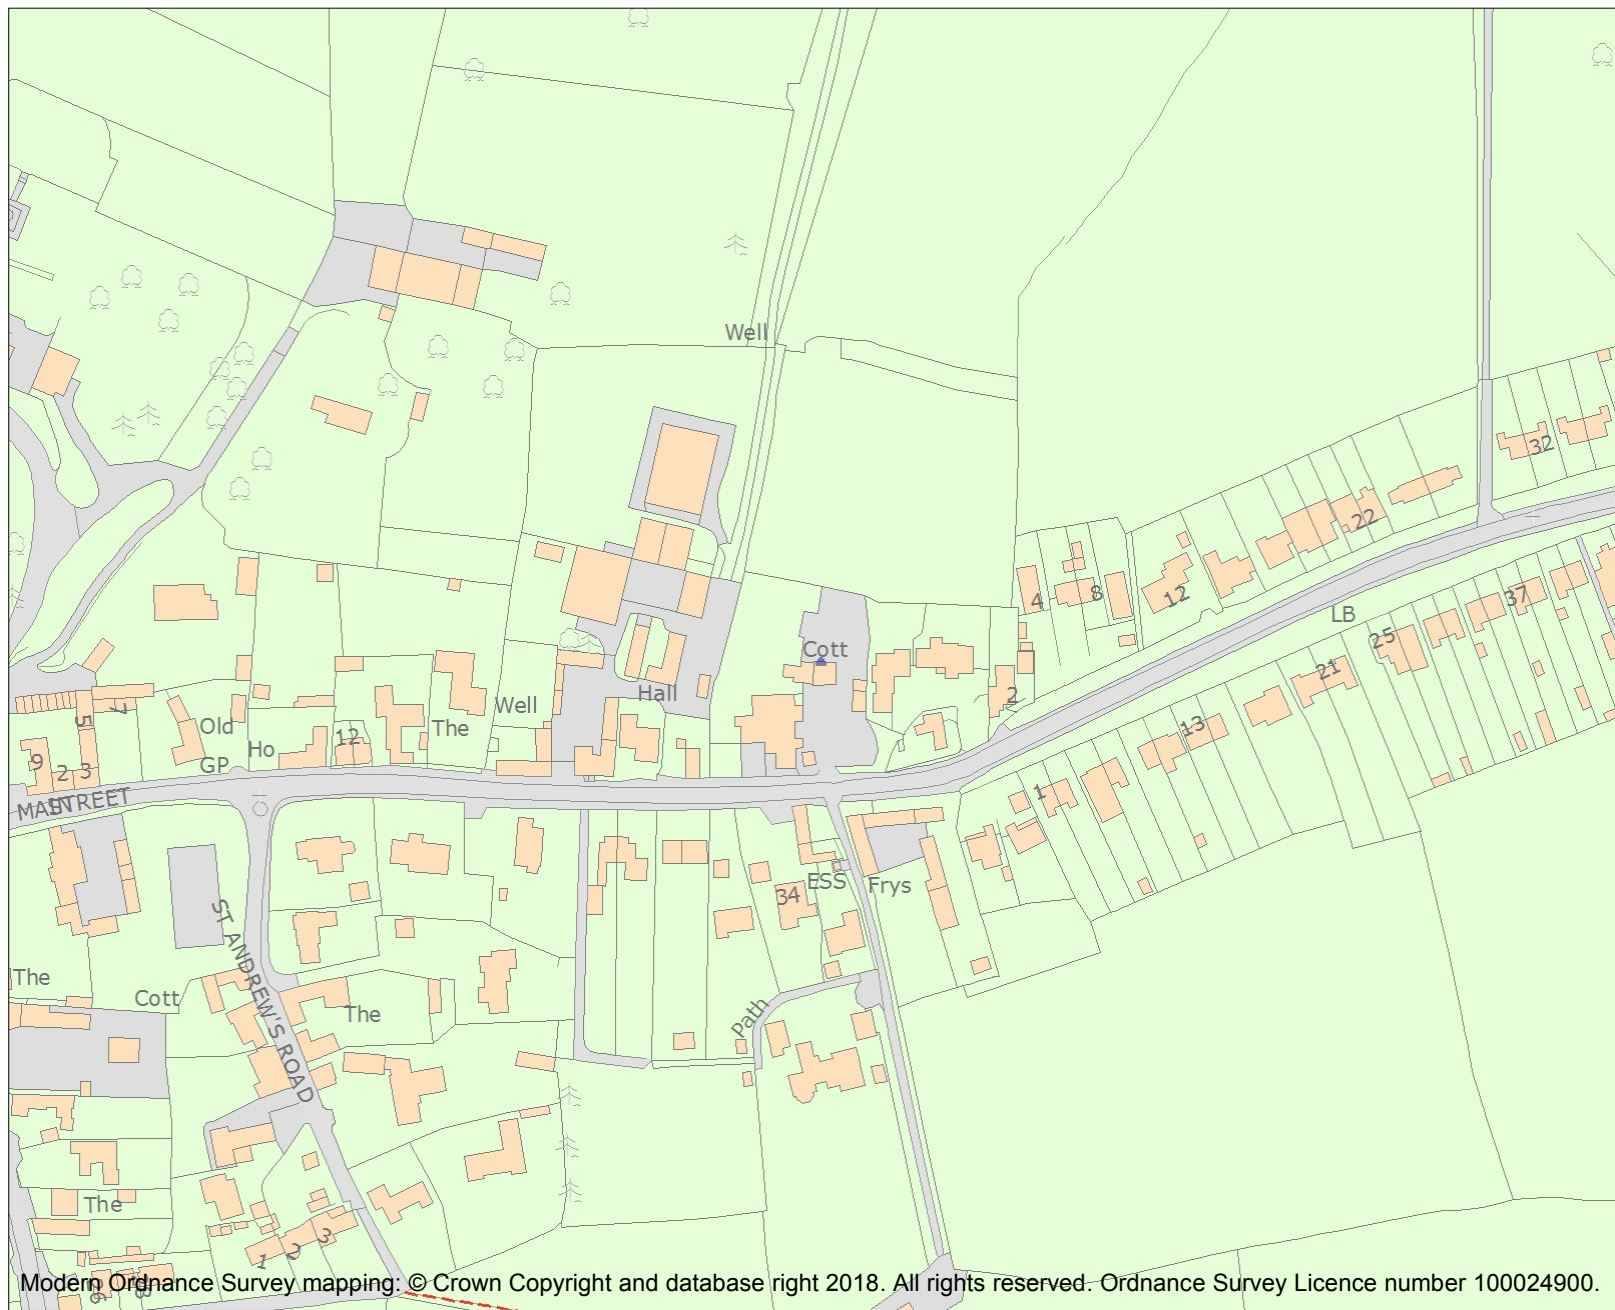 Well
32
22
4
8
12
LB
37
25
Cott
21
Hall
2
Well
7
5
Old
The
12
13
Ho
9
2
3
GP
1
MAIN STREET
ESS
Frys
34
ST ANDREW'S ROAD
The
Cott
The
Path
The
3
2
1
Modern Ordnance Survey mapping: © Crown Copyright and database right 2018. All rights reserved. Ordnance Survey Licence number 100024900.